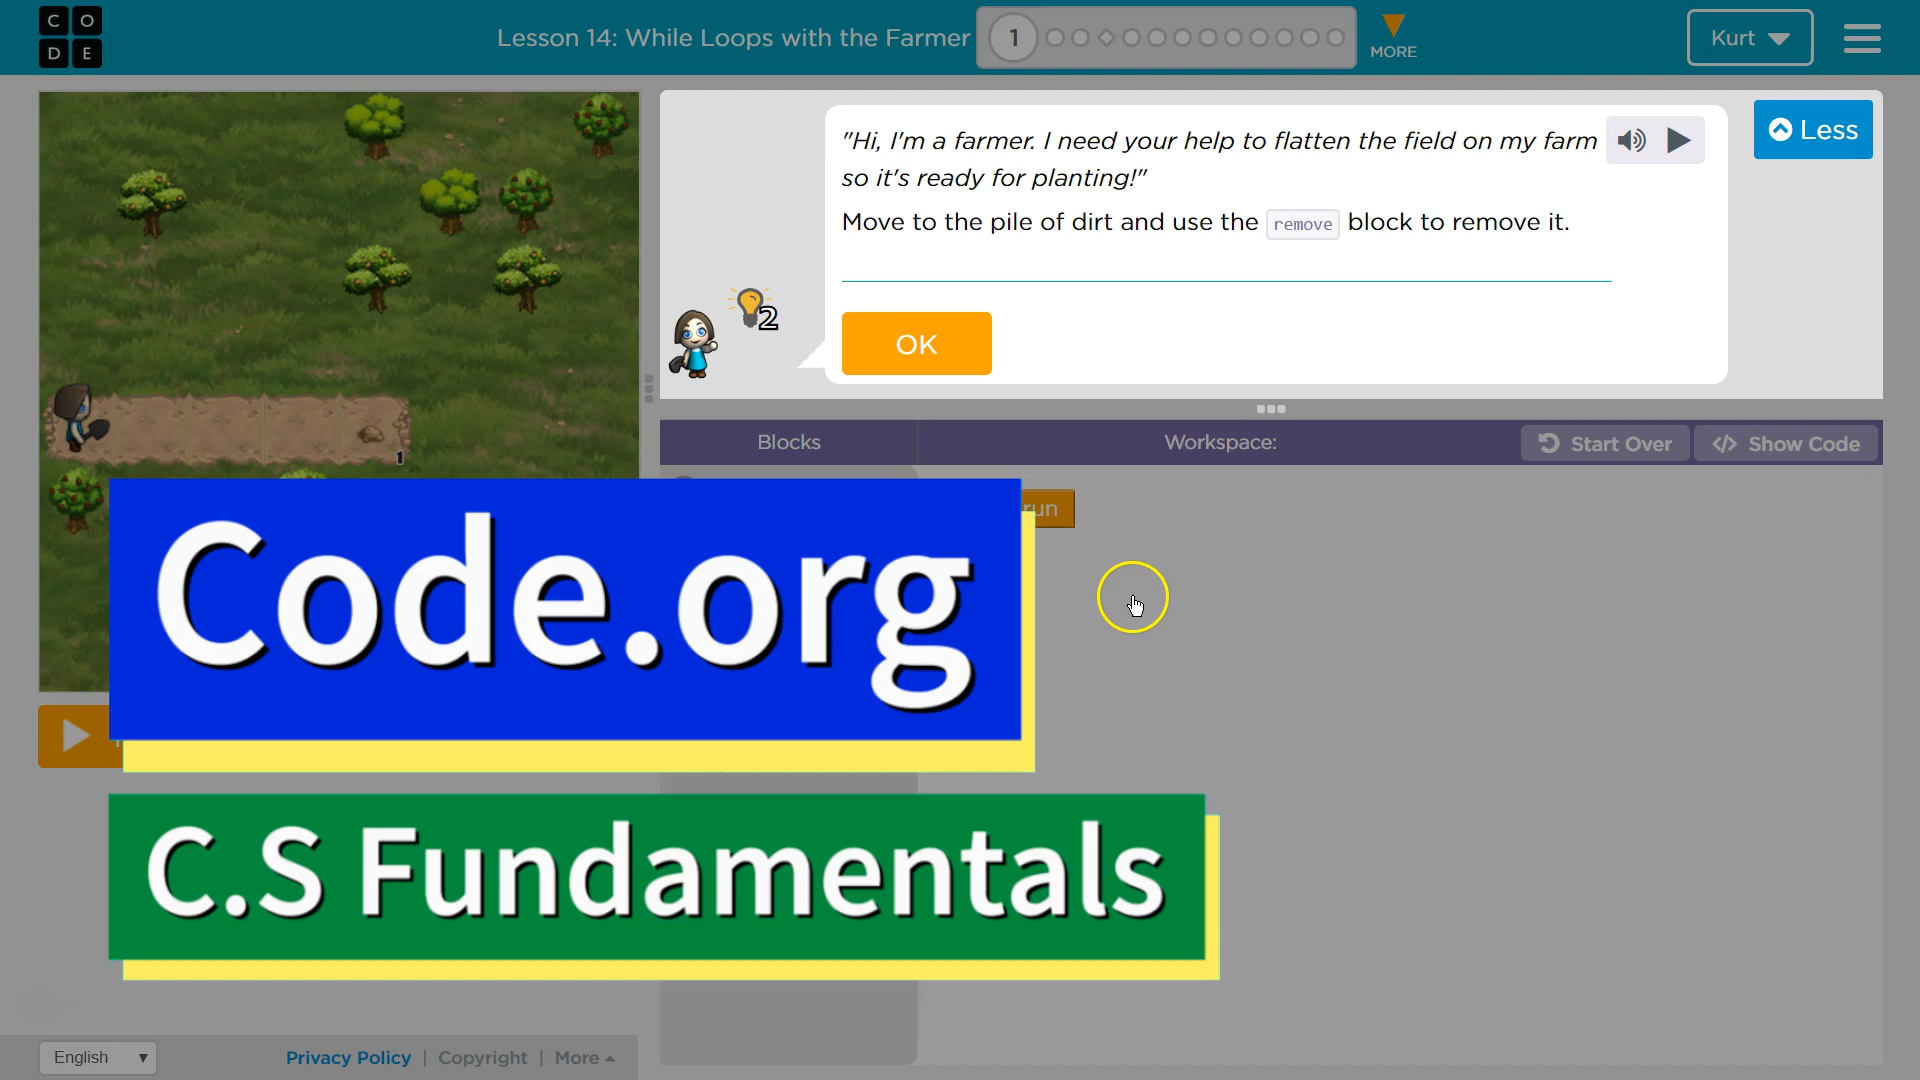 C O
D E
Lesson 14: While Loops with the Farmer
1
MORE
Kurt
"Hi, I'm a farmer. I need your help to flatten the field on my farm
so it's ready for planting!"
Move to the pile of dirt and use the remove block to remove it.
Less
2
OK
1
Blocks
Workspace:
Start Over
</> Show Code
run
Code.org
C.S Fundamentals
English
Privacy Policy | Copyright | More